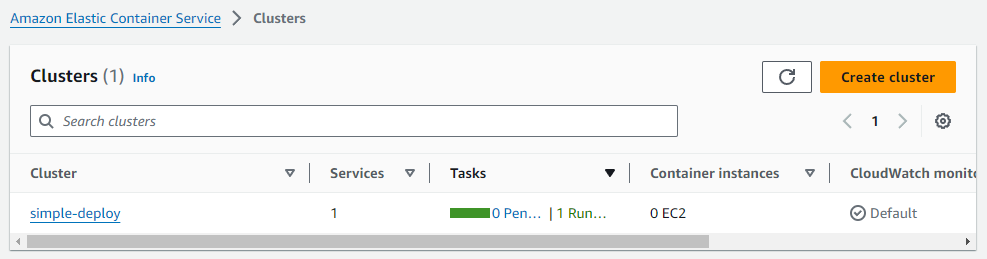 Amazon Elastic Container Service > Clusters
Clusters (1) Info
Create cluster
Search clusters
1
Cluster Services Tasks Container instances CloudWatch monito
simple-deploy 1 0 Pen… | 1 Run… 0 EC2 Default